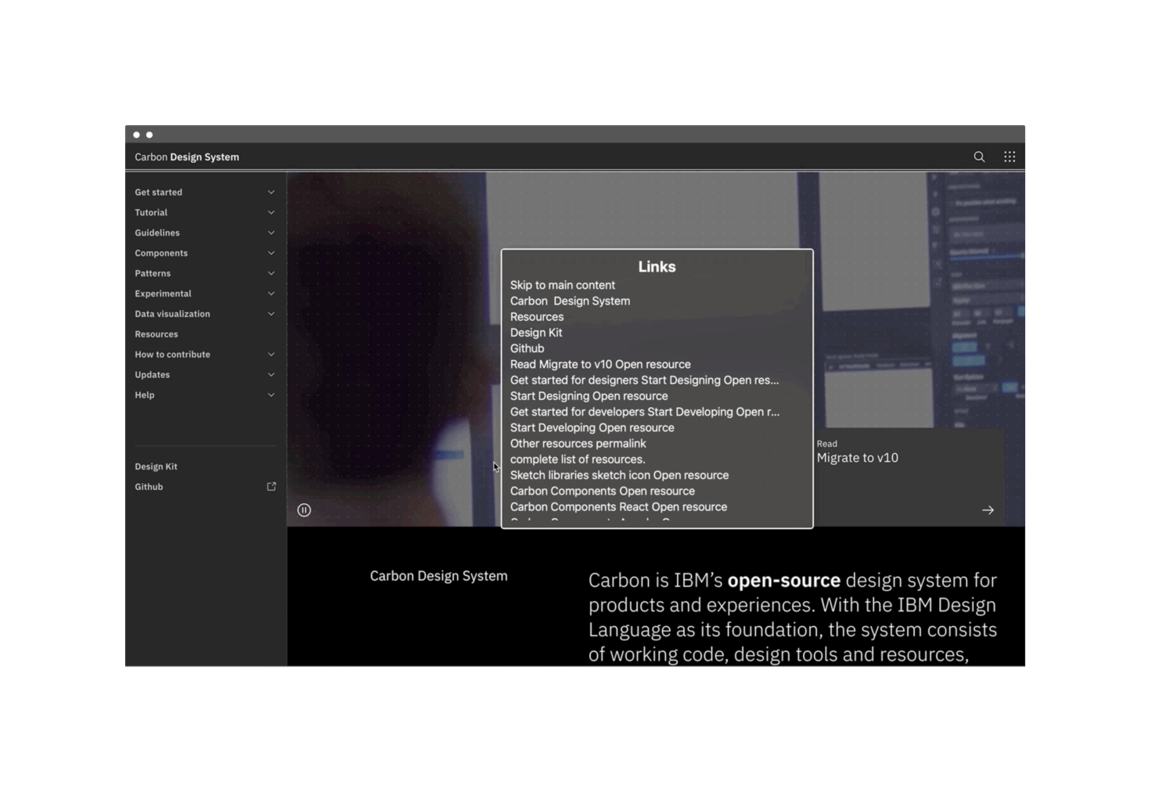 Carbon Design System
Get started
Tutorial
Guidelines
Components
Patterns
Experimental
Data visualization
Resources
How to contribute
Updates
Help
Design Kit
Github
Links
Skip to main content
Carbon  Design System
Resources
Design Kit
Github
Read Migrate to v10 Open resource
Get started for designers Start Designing Open res...
Start Designing Open resource
Get started for developers Start Developing Open r...
Start Developing Open resource
Other resources permalink
complete list of resources.
Sketch libraries sketch icon Open resource
Carbon Components Open resource
Carbon Components React Open resource
Read
Migrate to v10
Carbon Design System
Carbon is IBM’s open-source design system for
products and experiences. With the IBM Design
Language as its foundation, the system consists
of working code, design tools and resources,